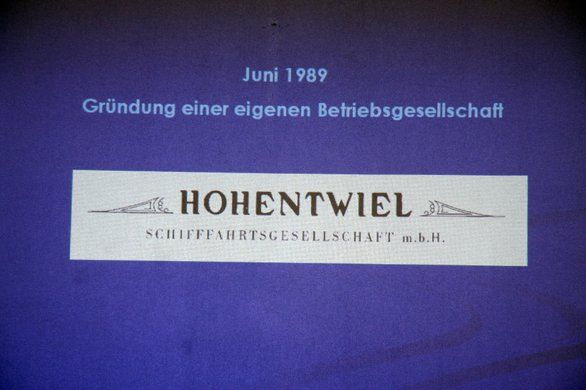 Juni 1989
Gründung einer eigenen Betriebsgesellschaft
HOHENTWIEL
SCHIFFFAHRTSGESELLSCHAFT m.b.H.